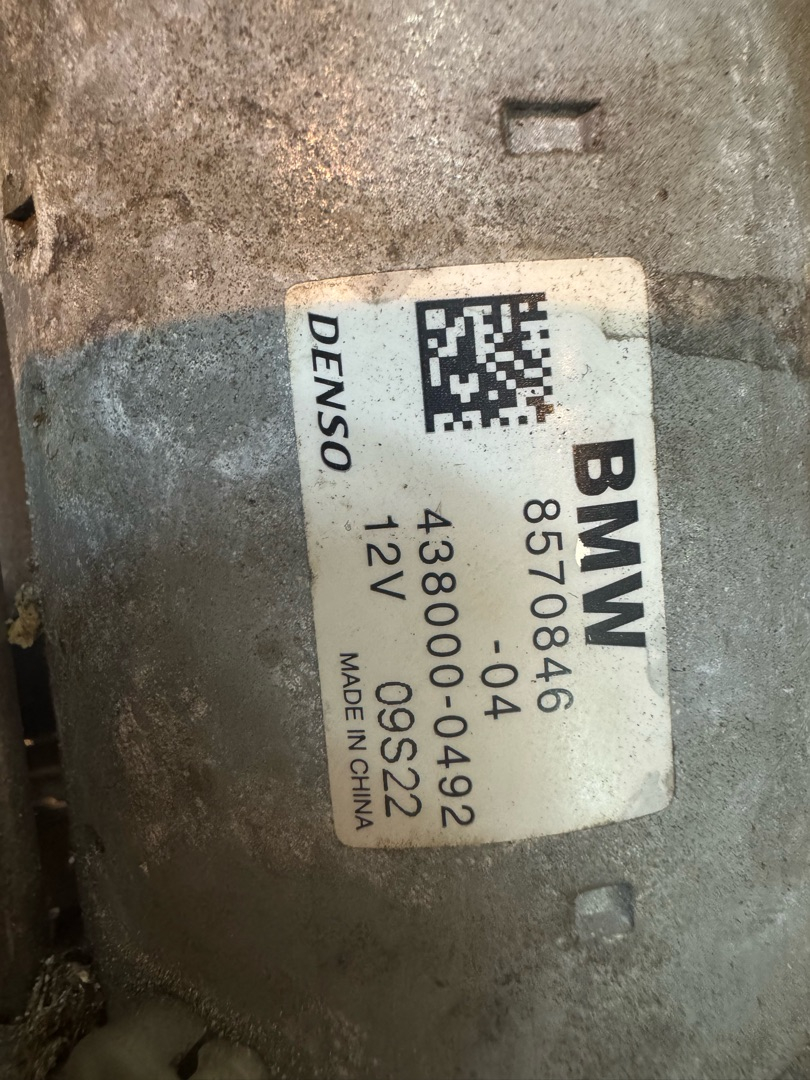 BMW
8570846
-04
438000-0492
12V 09S22
DENSO MADE IN CHINA